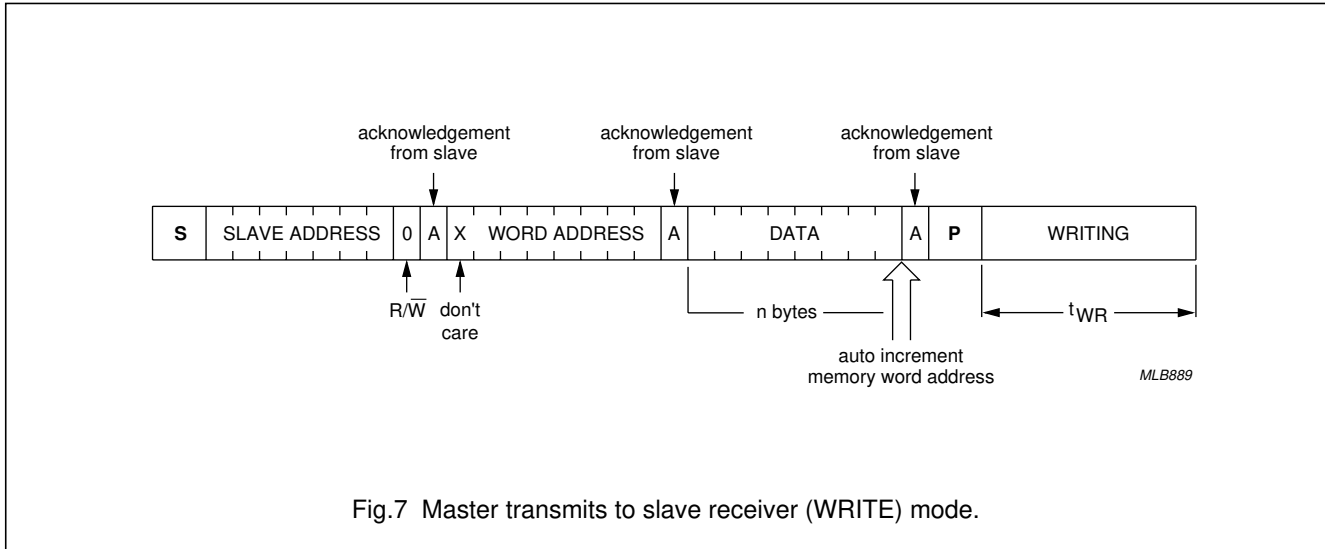 acknowledgement
from slave
acknowledgement
from slave
acknowledgement
from slave
S SLAVE ADDRESS 0 A X WORD ADDRESS A DATA A P WRITING
R/W̅
don't
care
n bytes
tWR
auto increment
memory word address
MLB889
Fig.7 Master transmits to slave receiver (WRITE) mode.